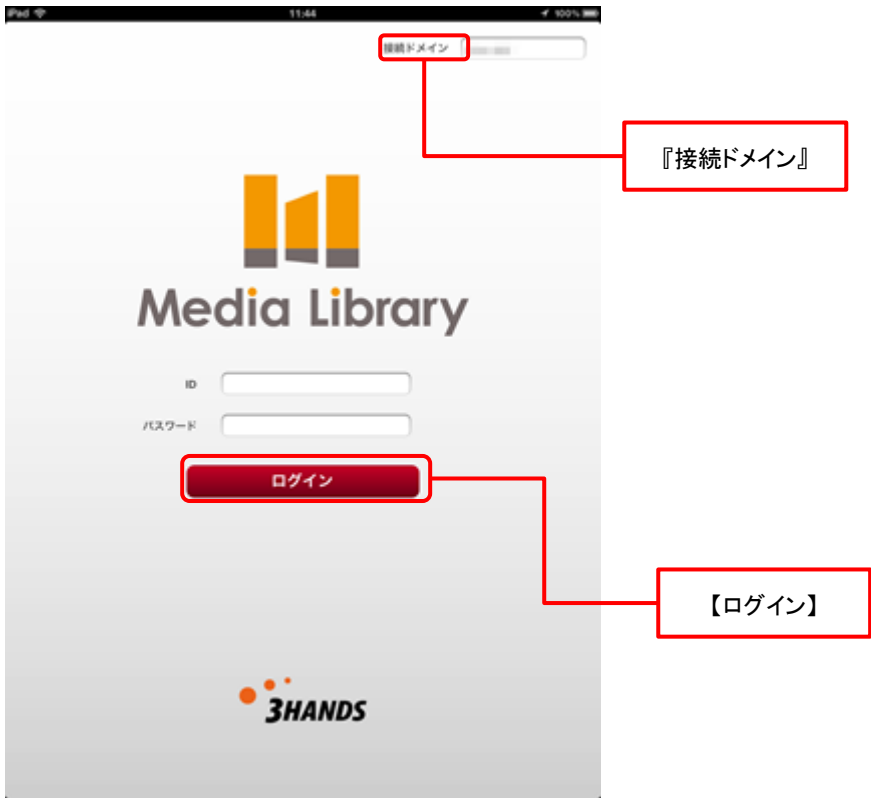 iPad 11:44 100%
接続ドメイン
『接続ドメイン』
Media Library
ID
パスワード
ログイン
【ログイン】
3HANDS